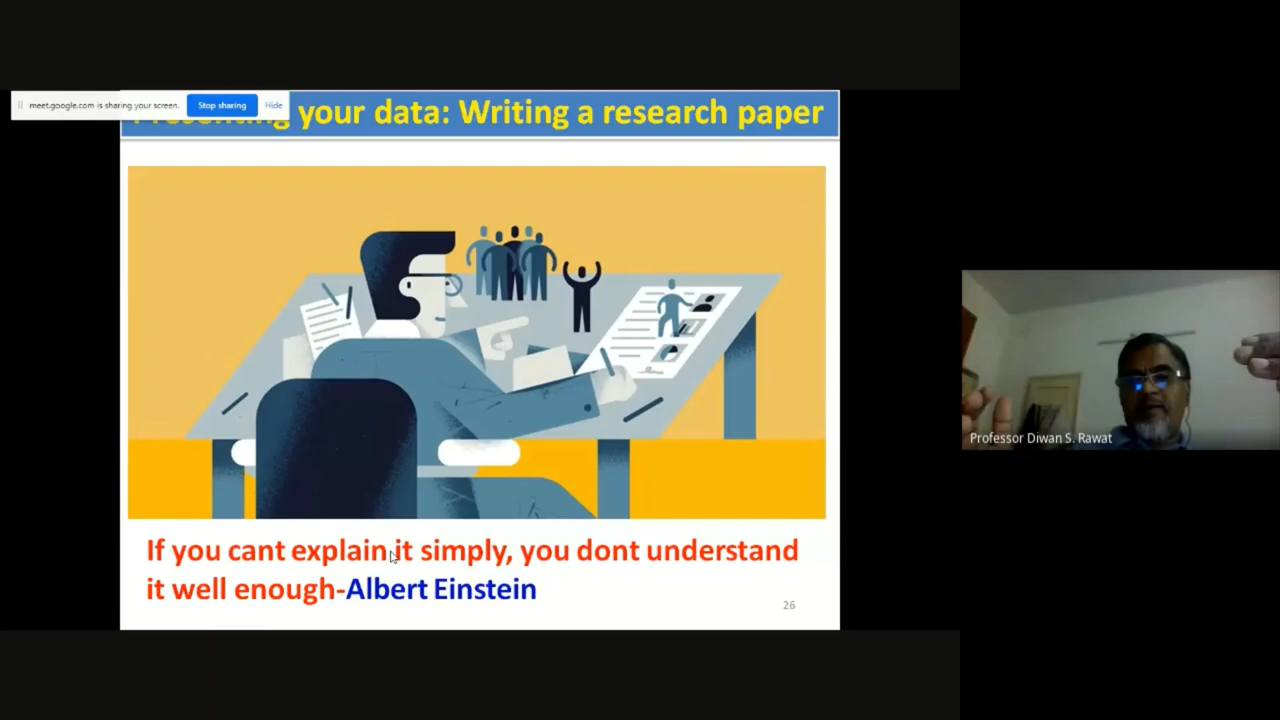 meet.google.com is sharing your screen. Stop sharing Hide
your data: Writing a research paper
If you cant explain it simply, you dont understand
it well enough-Albert Einstein
26
Professor Diwan S. Rawat